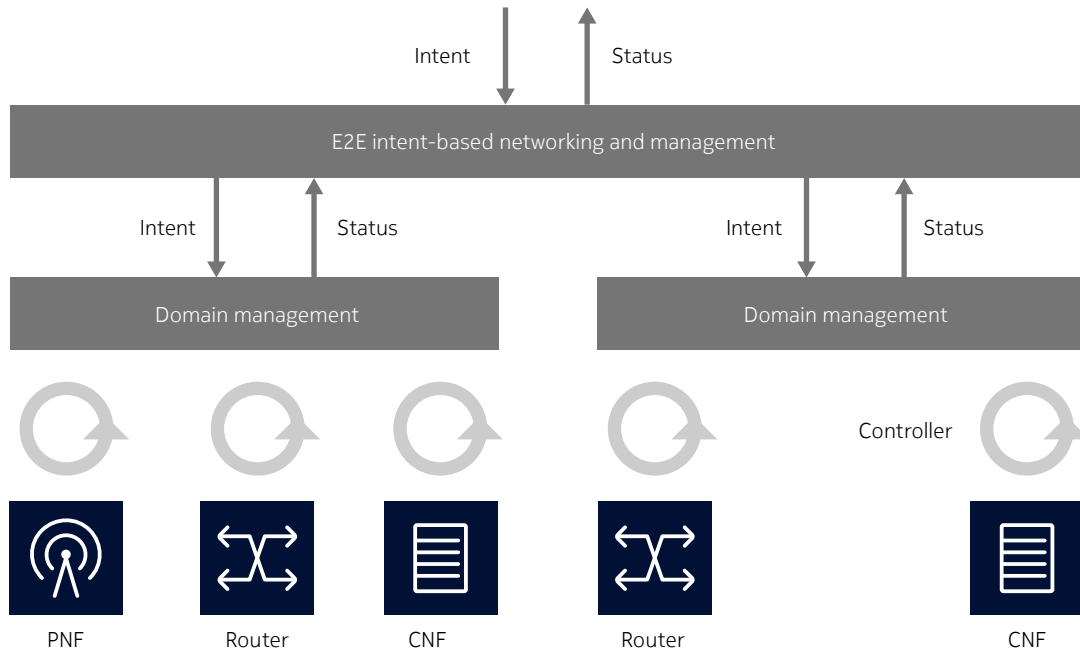 Intent
Status
E2E intent-based networking and management
Intent
Status
Intent
Status
Domain management
Domain management
Controller
PNF
Router
CNF
Router
CNF